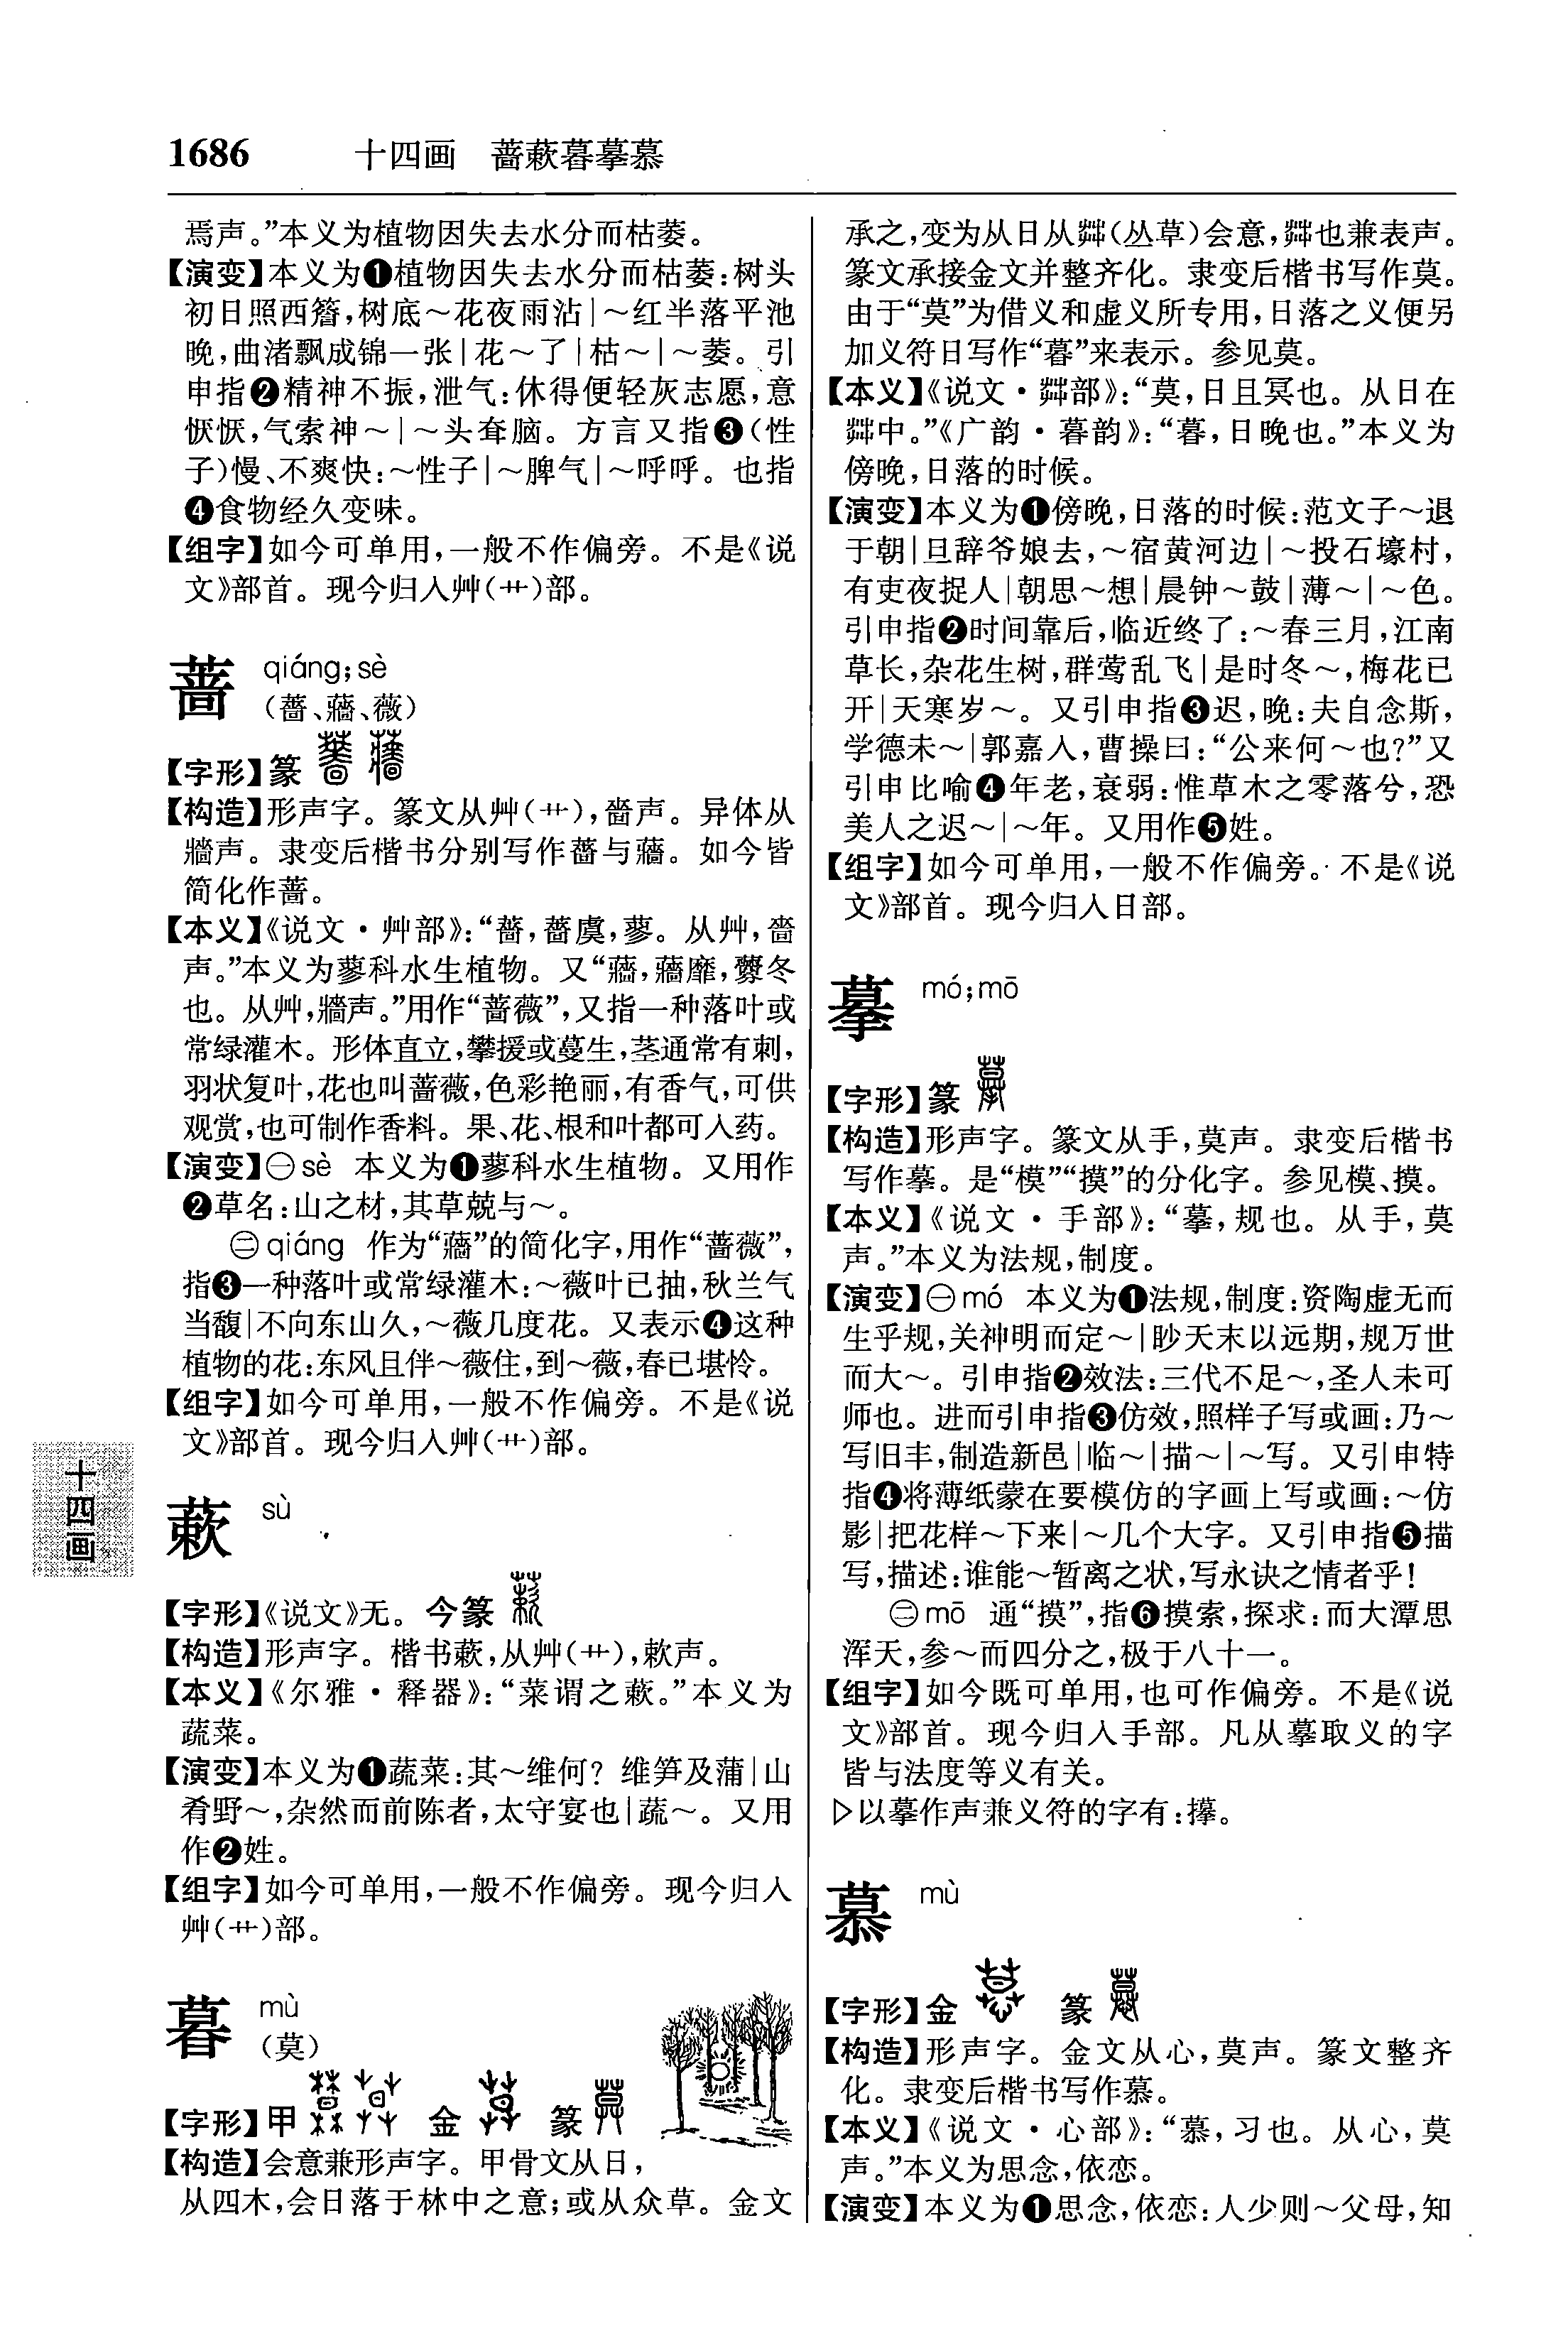 1686 十四画 蔷蔌暮摹慕
焉声。”本义为植物因失去水分而枯萎。
【演变】本义为❶植物因失去水分而枯萎:树头
初日照西簷,树底～花夜雨沾|～红半落平池
晚,曲渚飘成锦一张|花～了|枯～|～萎。引
申指❷精神不振,泄气:休得便轻灰志愿,意
恹恹,气索神～|～头耷脑。方言又指❸(性
子)慢、不爽快:～性子|～脾气|～呼呼。也指
❹食物经久变味。
【组字】如今可单用,一般不作偏旁。不是《说
文》部首。现今归入艸(艹)部。
蔷 qiáng;sè
(薔、蘠、薇)
【字形】篆
【构造】形声字。篆文从艸(艹),啬声。异体从
牆声。隶变后楷书分别写作薔与蘠。如今皆
简化作蔷。
【本义】《说文·艸部》:“薔,薔虞,蓼。从艸,嗇
声。”本义为蓼科水生植物。又“蘠,蘠靡,虋冬
也。从艸,牆声。”用作“蔷薇”,又指一种落叶或
常绿灌木。形体直立,攀援或蔓生,茎通常有刺,
羽状复叶,花也叫蔷薇,色彩艳丽,有香气,可供
观赏,也可制作香料。果、花、根和叶都可入药。
【演变】㊀sè 本义为❶蓼科水生植物。又用作
❷草名:山之材,其草兢与～。
㊁qiáng 作为“蘠”的简化字,用作“蔷薇”,
指❸一种落叶或常绿灌木:～薇叶已抽,秋兰气
当馥|不向东山久,～薇几度花。又表示❹这种
植物的花:东风且伴～薇住,到～薇,春已堪怜。
【组字】如今可单用,一般不作偏旁。不是《说
文》部首。现今归入艸(艹)部。
十四画
蔌 sù
【字形】《说文》无。今篆
【构造】形声字。楷书蔌,从艸(艹),欶声。
【本义】《尔雅·释器》:“菜谓之蔌。”本义为
蔬菜。
【演变】本义为❶蔬菜:其～维何?维笋及蒲|山
肴野～,杂然而前陈者,太守宴也|蔬～。又用
作❷姓。
【组字】如今可单用,一般不作偏旁。现今归入
艸(艹)部。
暮 mù
(莫)
【字形】甲 金 篆
【构造】会意兼形声字。甲骨文从日,
从四木,会日落于林中之意;或从众草。金文
承之,变为从日从茻(丛草)会意,茻也兼表声。
篆文承接金文并整齐化。隶变后楷书写作莫。
由于“莫”为借义和虚义所专用,日落之义便另
加义符日写作“暮”来表示。参见莫。
【本义】《说文·茻部》:“莫,日且冥也。从日在
茻中。”《广韵·暮韵》:“暮,日晚也。”本义为
傍晚,日落的时候。
【演变】本义为❶傍晚,日落的时候:范文子～退
于朝|旦辞爷娘去,～宿黄河边|～投石壕村,
有吏夜捉人|朝思～想|晨钟～鼓|薄～|～色。
引申指❷时间靠后,临近终了:～春三月,江南
草长,杂花生树,群莺乱飞|是时冬～,梅花已
开|天寒岁～。又引申指❸迟,晚:夫自念斯,
学德未～|郭嘉入,曹操曰:“公来何～也?”又
引申比喻❹年老,衰弱:惟草木之零落兮,恐
美人之迟～|～年。又用作❺姓。
【组字】如今可单用,一般不作偏旁。不是《说
文》部首。现今归入日部。
摹 mó;mō
【字形】篆
【构造】形声字。篆文从手,莫声。隶变后楷书
写作摹。是“模”“摸”的分化字。参见模、摸。
【本义】《说文·手部》:“摹,规也。从手,莫
声。”本义为法规,制度。
【演变】㊀mó 本义为❶法规,制度:资陶虚无而
生乎规,关神明而定～|眇天末以远期,规万世
而大～。引申指❷效法:三代不足～,圣人未可
师也。进而引申指❸仿效,照样子写或画:乃～
写旧丰,制造新邑|临～|描～|～写。又引申特
指❹将薄纸蒙在要模仿的字画上写或画:～仿
影|把花样～下来|～几个大字。又引申指❺描
写,描述:谁能～暂离之状,写永诀之情者乎!
㊁mō 通“摸”,指❻摸索,探求:而大潭思
浑天,参～而四分之,极于八十一。
【组字】如今既可单用,也可作偏旁。不是《说
文》部首。现今归入手部。凡从摹取义的字
皆与法度等义有关。
▷以摹作声兼义符的字有:㩢。
慕 mù
【字形】金 篆
【构造】形声字。金文从心,莫声。篆文整齐
化。隶变后楷书写作慕。
【本义】《说文·心部》:“慕,习也。从心,莫
声。”本义为思念,依恋。
【演变】本义为❶思念,依恋:人少则～父母,知